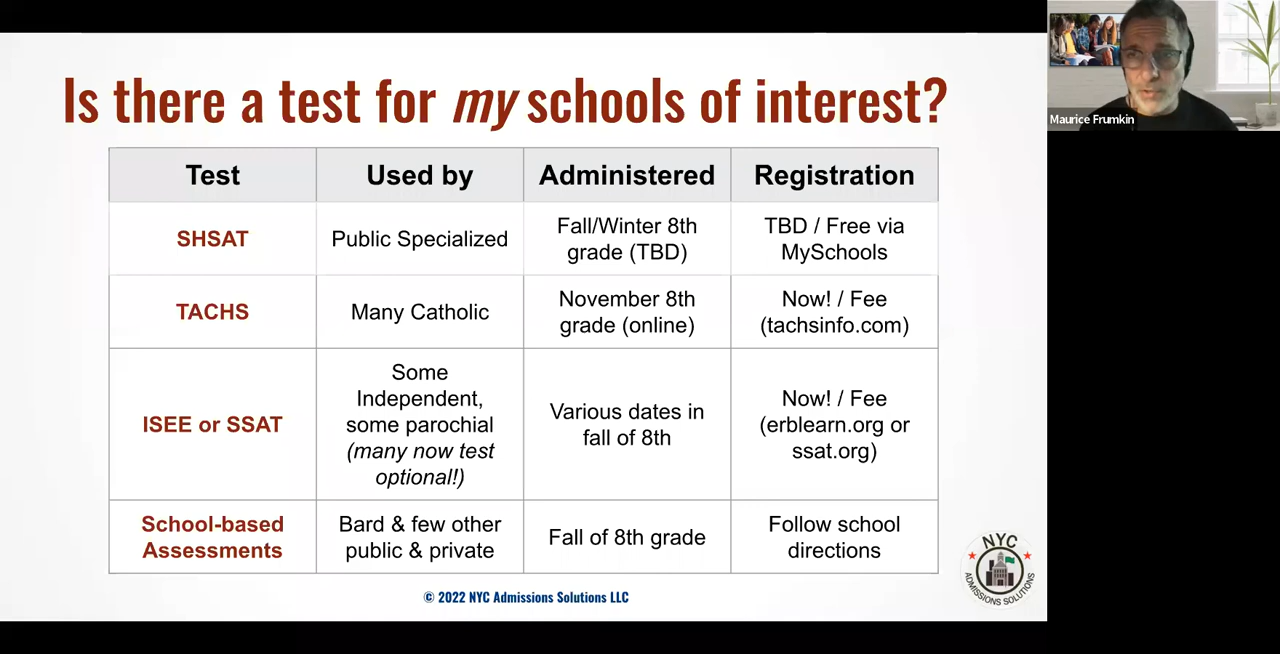 Is there a test for my schools of interest?
Test
Used by
Administered
Registration
SHSAT
Public Specialized
Fall/Winter 8th
grade (TBD)
TBD / Free via
MySchools
TACHS
Many Catholic
November 8th
grade (online)
Now! / Fee
(tachsinfo.com)
ISEE or SSAT
Some
Independent,
some parochial
(many now test
optional!)
Various dates in
fall of 8th
Now! / Fee
(erblearn.org or
ssat.org)
School-based
Assessments
Bard & few other
public & private
Fall of 8th grade
Follow school
directions
© 2022 NYC Admissions Solutions LLC
NYC
ADMISSIONS SOLUTIONS
Maurice Frumkin